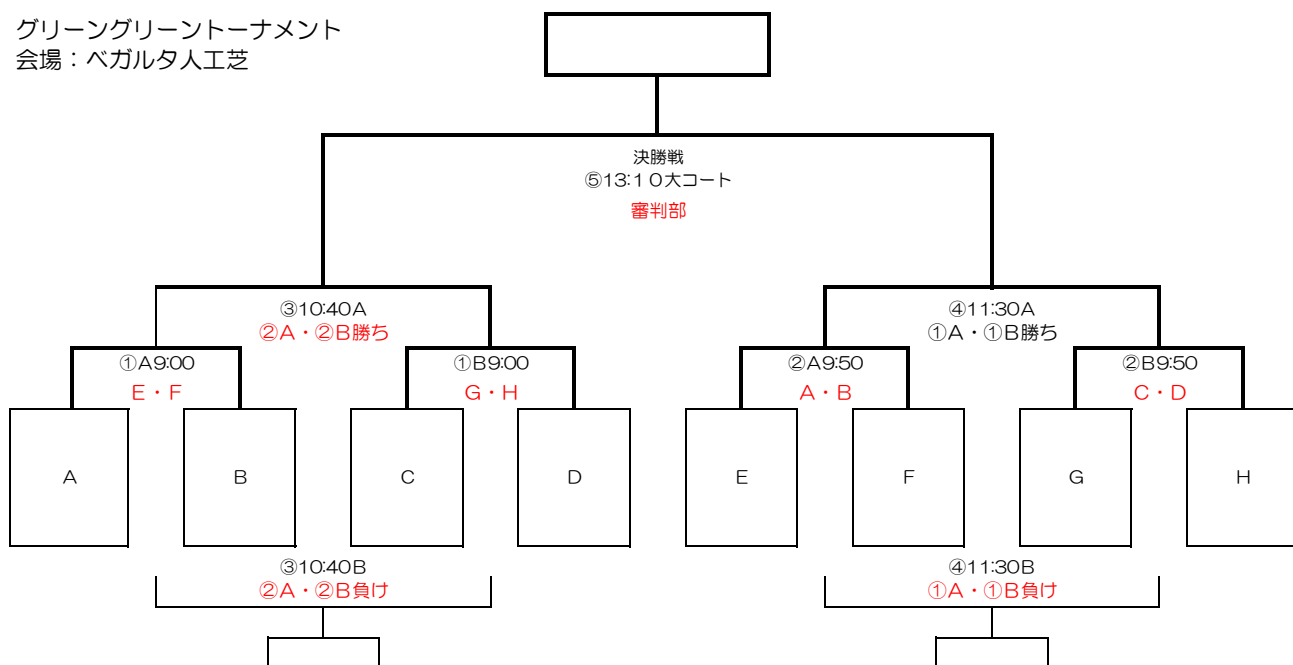 グリーングリーントーナメント
会場：ベガルタ人工芝
決勝戦
⑤13:10大コート
審判部
③10:40A
②A・②B勝ち
④11:30A
①A・①B勝ち
①A9:00
E・F
①B9:00
G・H
②A9:50
A・B
②B9:50
C・D
A
B
C
D
E
F
G
H
③10:40B
②A・②B負け
④11:30B
①A・①B負け